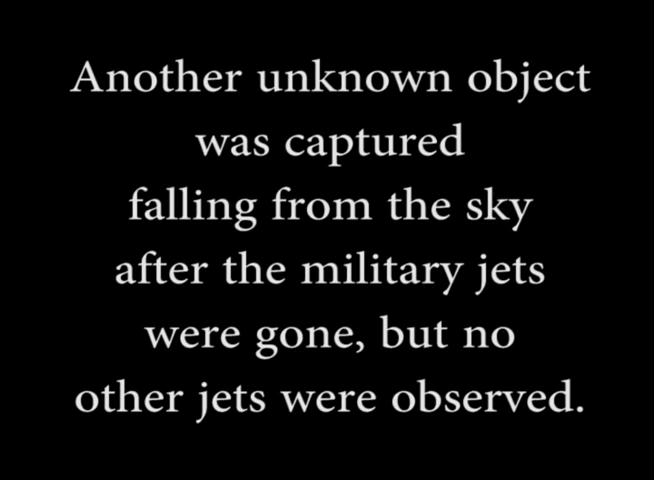 Another unknown object
was captured
falling from the sky
after the military jets
were gone, but no
other jets were observed.